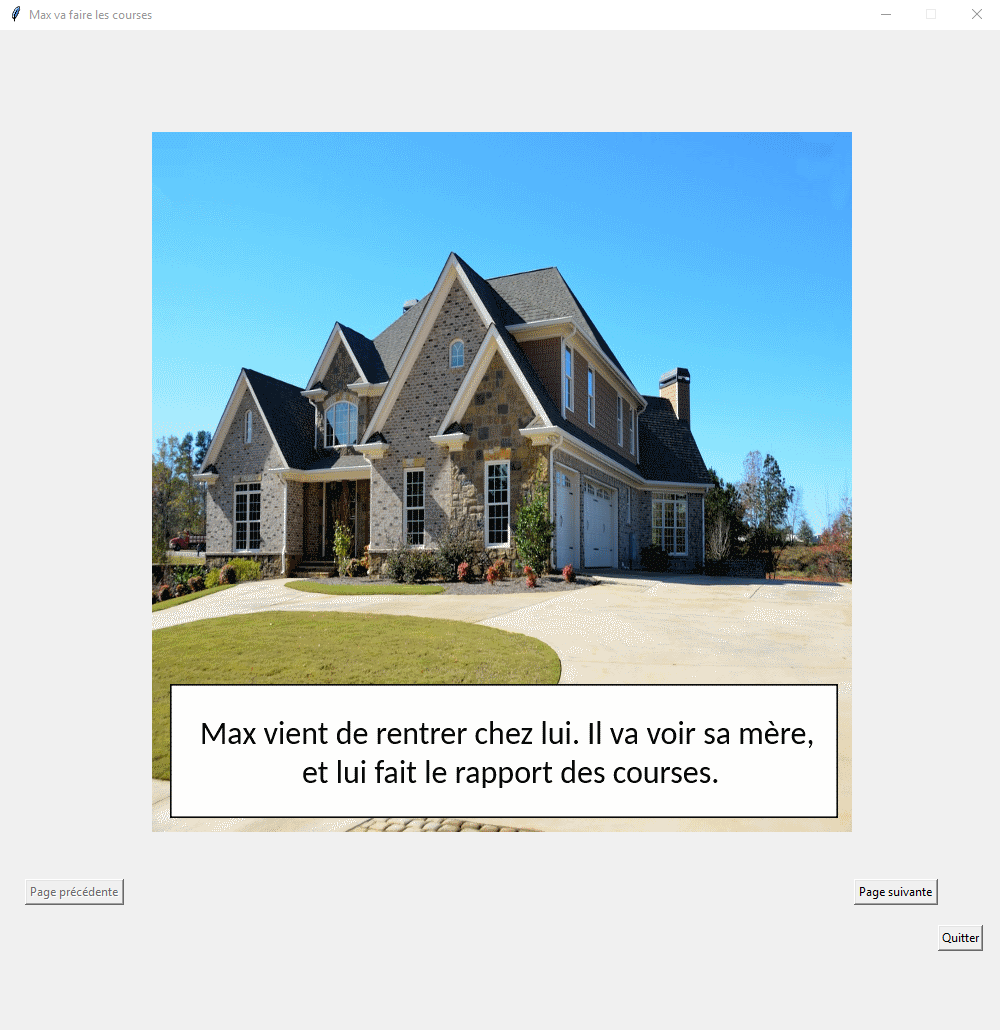 Max va faire les courses
Max vient de rentrer chez lui. Il va voir sa mère,
et lui fait le rapport des courses.
Page précédente
Page suivante
Quitter